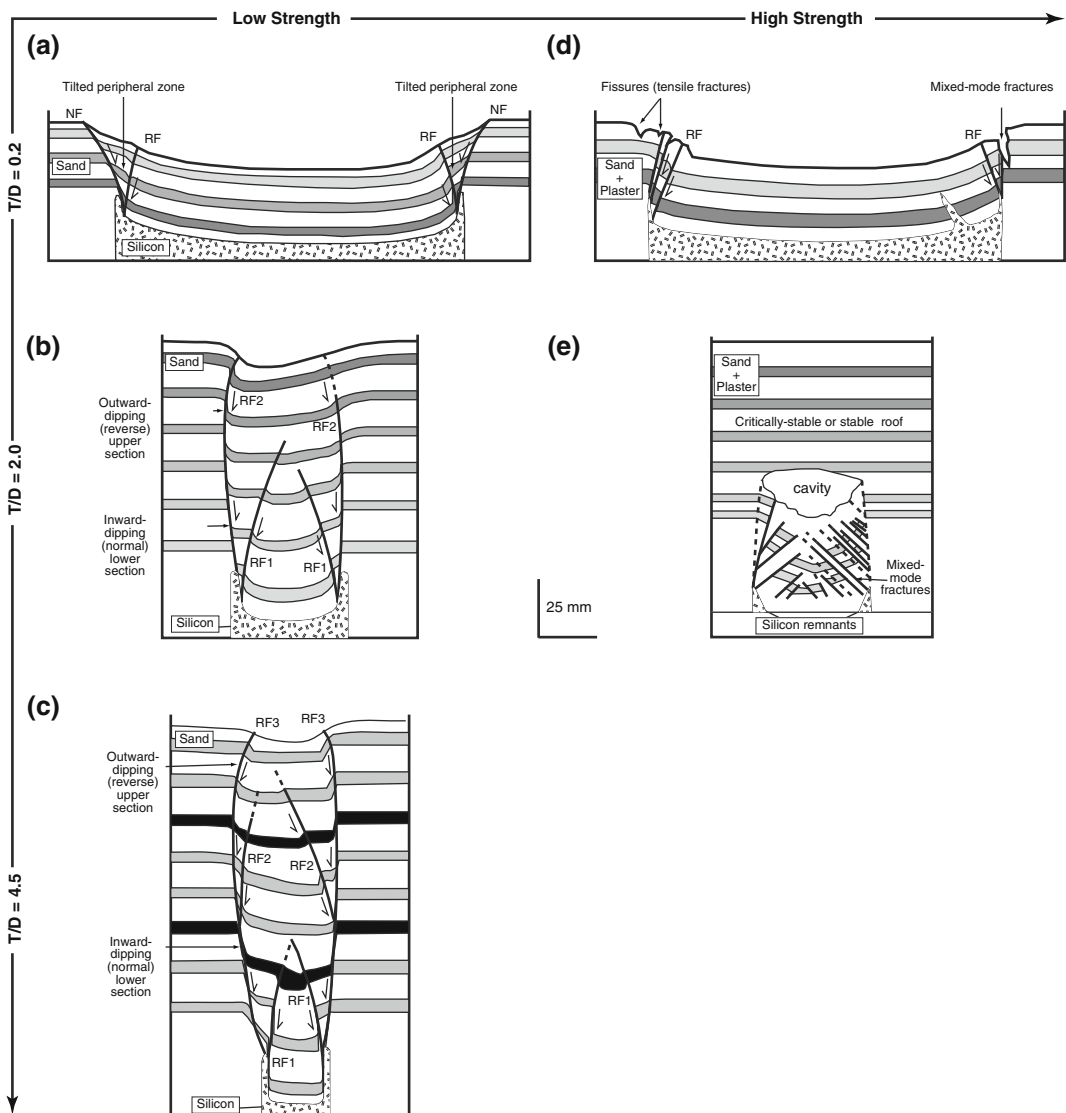 Low Strength
High Strength
(a)
Tilted peripheral zone
Tilted peripheral zone
NF
RF
RF
NF
Sand
Silicon
T/D = 0.2
(d)
Fissures (tensile fractures)
Mixed-mode fractures
RF
RF
Sand
+
Plaster
(b)
Sand
Outward-
dipping
(reverse)
upper
section
RF2
RF2
Inward-
dipping
(normal)
lower
section
RF1
RF1
Silicon
T/D = 2.0
25 mm
(e)
Sand
+
Plaster
Critically-stable or stable roof
cavity
Mixed-
mode
fractures
Silicon remnants
(c)
RF3
RF3
Sand
Outward-
dipping
(reverse)
upper
section
RF2
RF2
Inward-
dipping
(normal)
lower
section
RF1
RF1
Silicon
T/D = 4.5